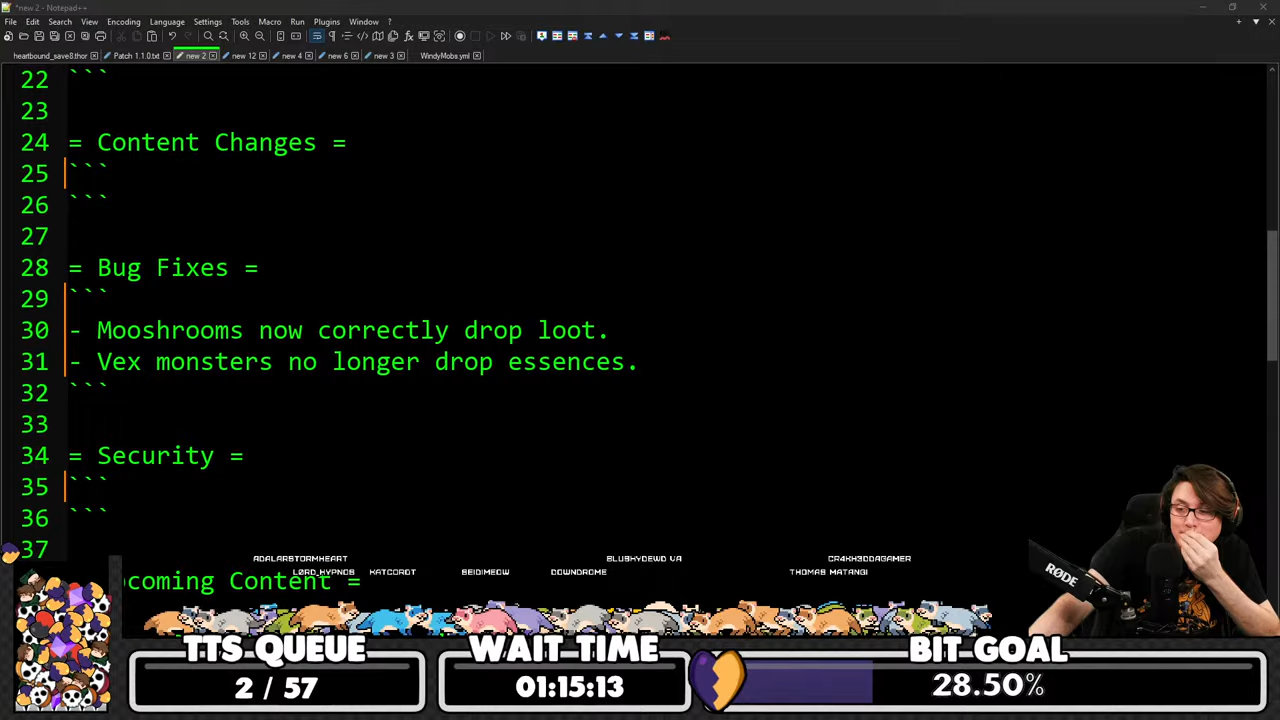 *new 2 - Notepad++
File Edit Search View Encoding Language Settings Tools Macro Run Plugins Window ?
heartbound_save8.thor Patch 1.1.0.txt new 2 new 12 new 4 new 6 new 3 WindyMobs.yml
22 ```
23
24 = Content Changes =
25 ```
26 ```
27
28 = Bug Fixes =
29 ```
30 - Mooshrooms now correctly drop loot.
31 - Vex monsters no longer drop essences.
32 ```
33
34 = Security =
35 ```
36 ```
37
pcoming Content =
ADALARSTORMHEART BLUSKYDEWD VA CR4KH3DDAGAMER
L0RD_HYPNOS KATCORDT BEIDIMEOW DOWNDROME THOMAS MATANGI
RØDE
TTS QUEUE WAIT TIME BIT GOAL
2 / 57 01:15:13 28.50%